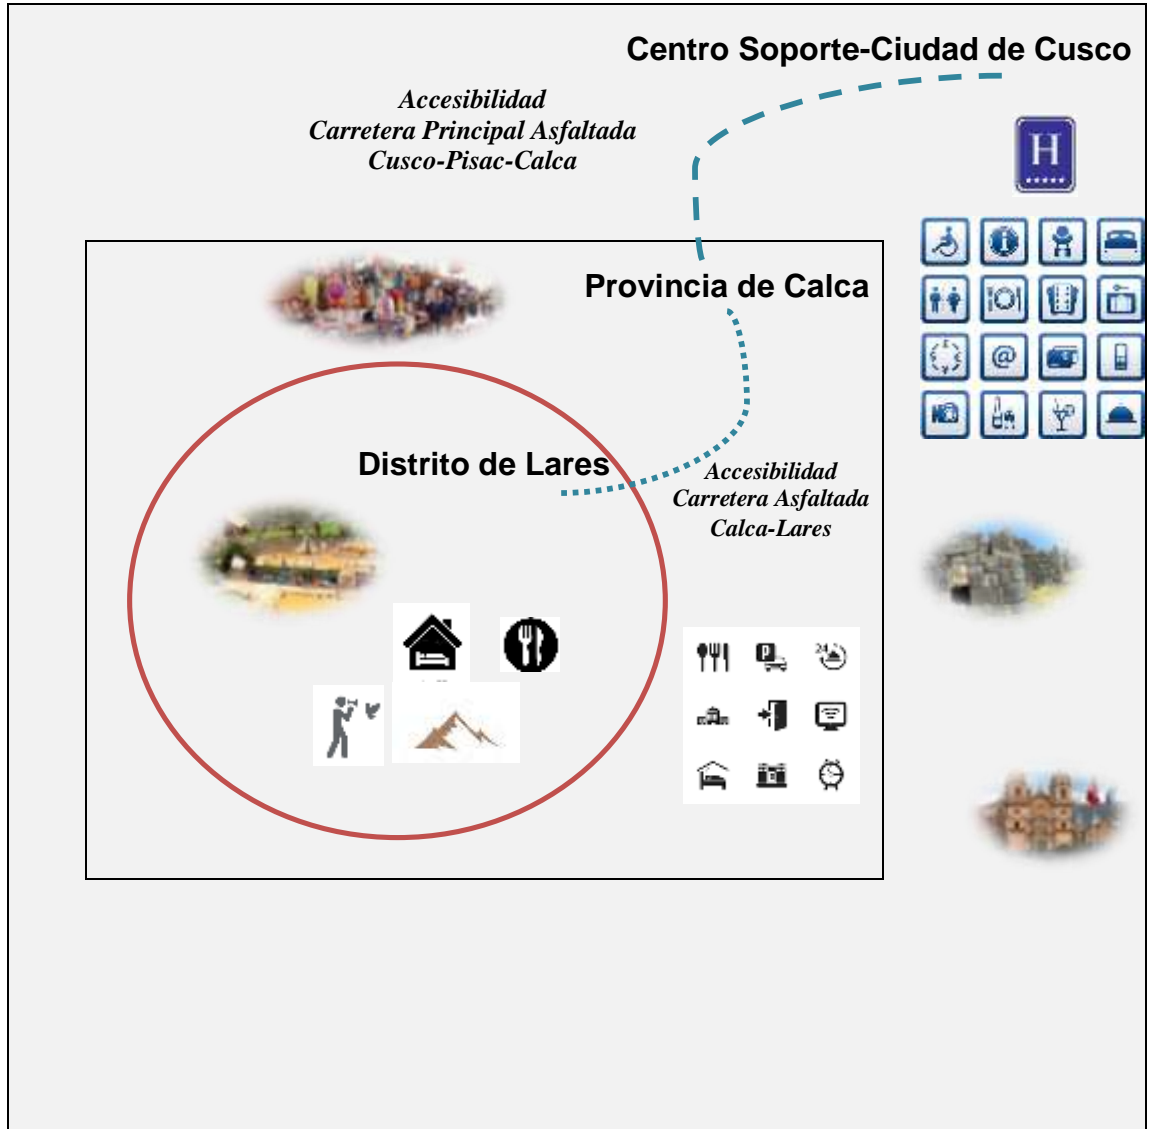 Centro Soporte-Ciudad de Cusco
Accesibilidad
Carretera Principal Asfaltada
Cusco-Pisac-Calca
H
Provincia de Calca
@
Distrito de Lares
Accesibilidad
Carretera Asfaltada
Calca-Lares
P
24